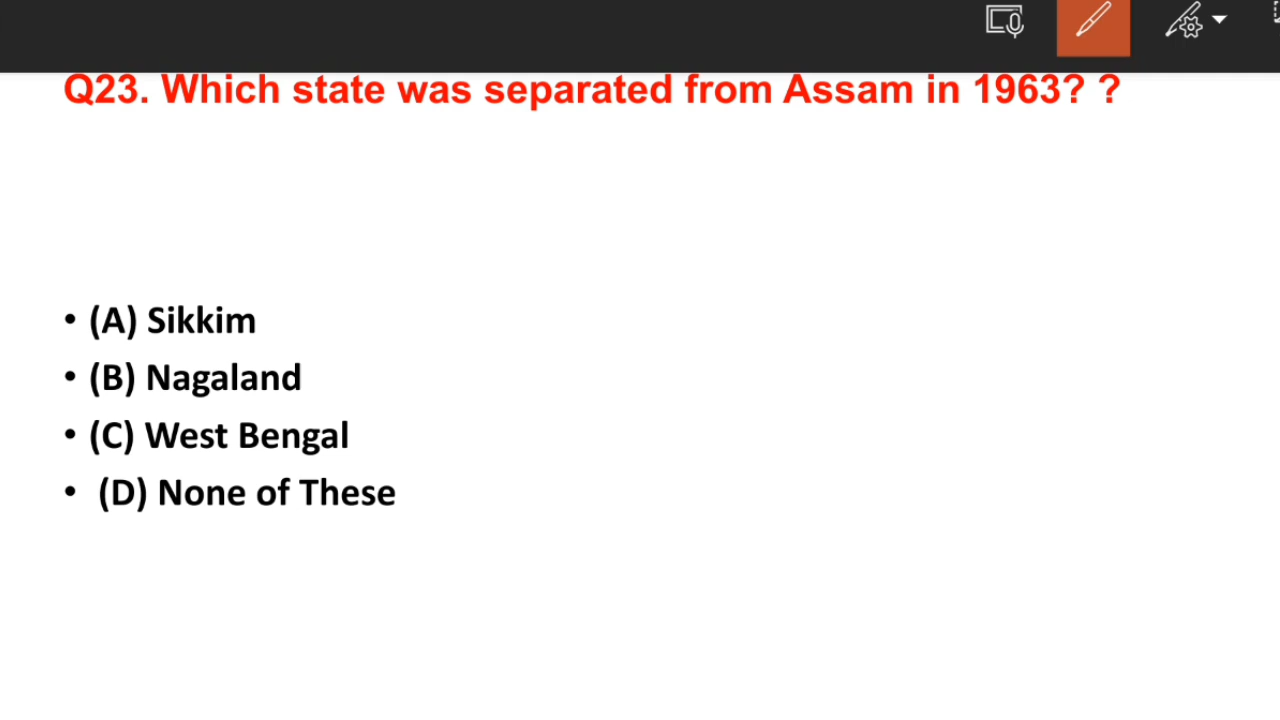 Q23. Which state was separated from Assam in 1963? ?
• (A) Sikkim
• (B) Nagaland
• (C) West Bengal
• (D) None of These